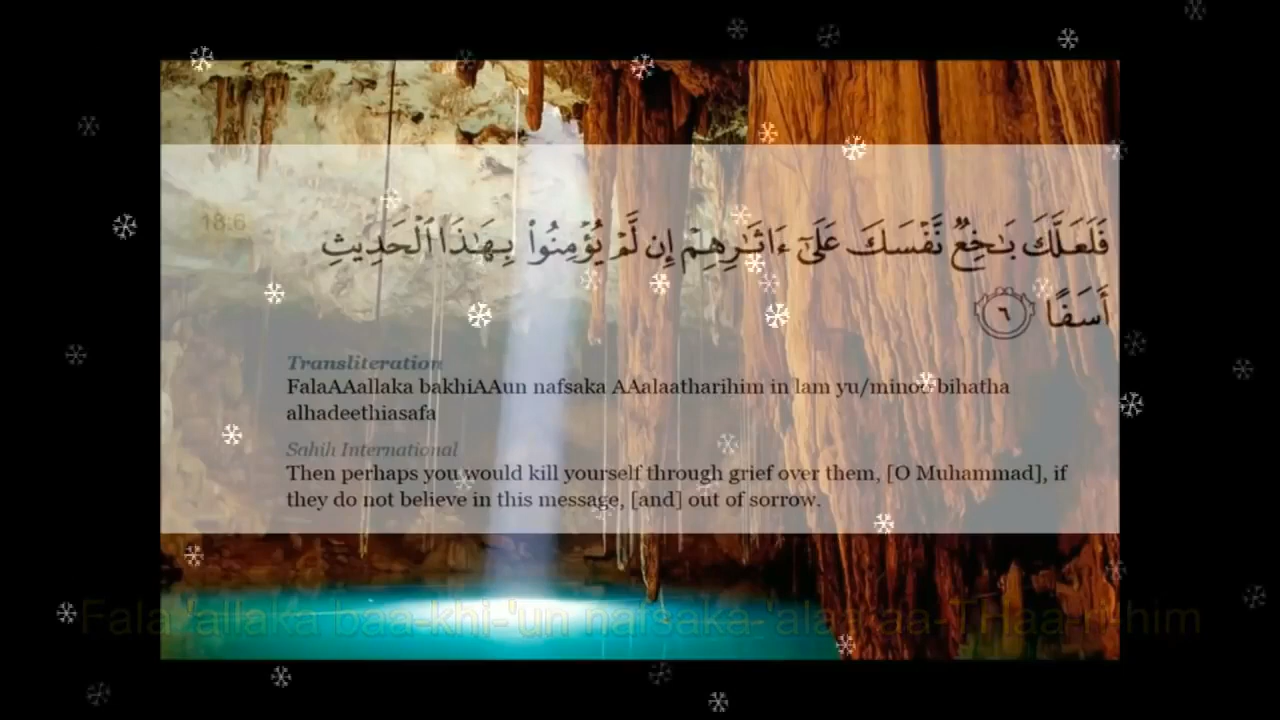 18:6
فَلَعَلَّكَ بَـٰخِعٌ نَّفْسَكَ عَلَىٰٓ ءَاثَـٰرِهِمْ إِن لَّمْ يُؤْمِنُوا۟ بِهَـٰذَا ٱلْحَدِيثِ
أَسَفًا ٦
Transliteration
FalaAAallaka bakhiAAun nafsaka AAalaatharihim in lam yu/minoo bihatha
alhadeethiasafa
Sahih International
Then perhaps you would kill yourself through grief over them, [O Muhammad], if
they do not believe in this message, [and] out of sorrow.
Fala-'allaka baa-khi-'un nafsaka-'alaa aa-THaa-ri-him